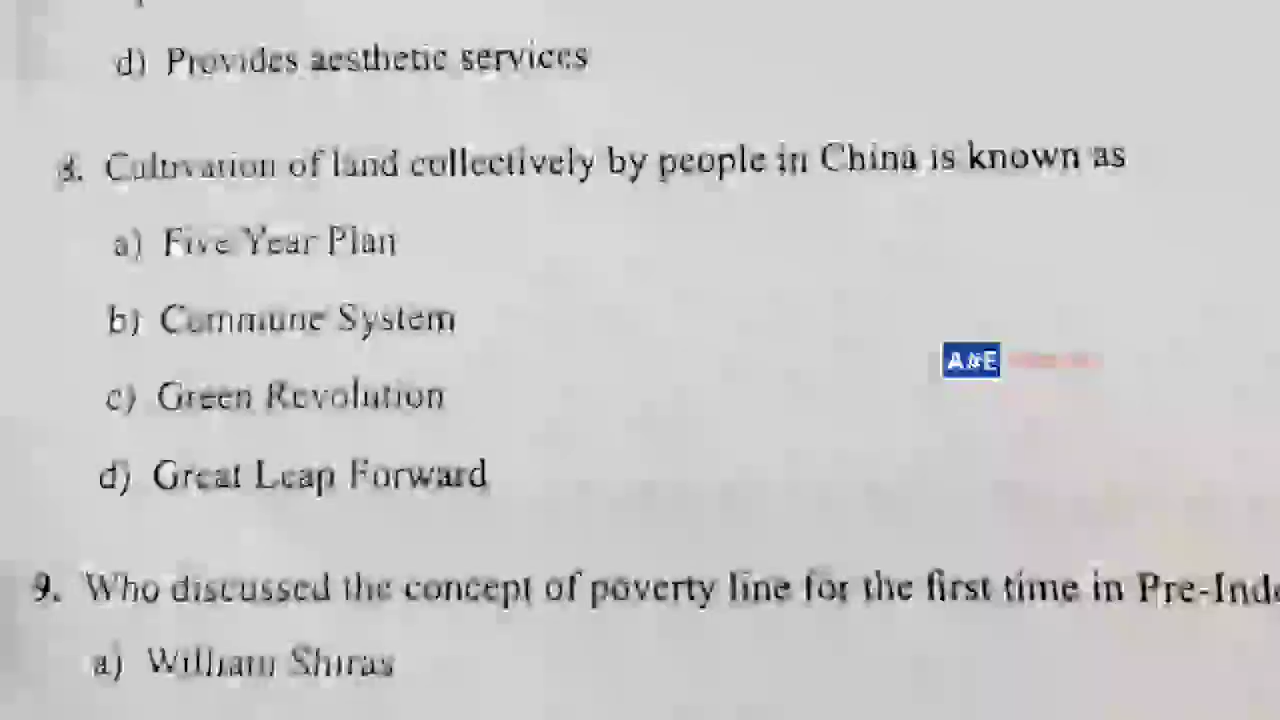 d) Provides aesthetic services
8. Cultivation of land collectively by people in China is known as
a) Five Year Plan
b) Commune System
c) Green Revolution
d) Great Leap Forward
A&E
9. Who discussed the concept of poverty line for the first time in Pre-Inde
a) William Shiras